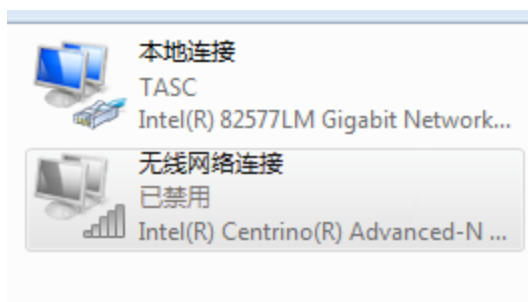 本地连接
TASC
Intel(R) 82577LM Gigabit Network...
无线网络连接
已禁用
Intel(R) Centrino(R) Advanced-N ...